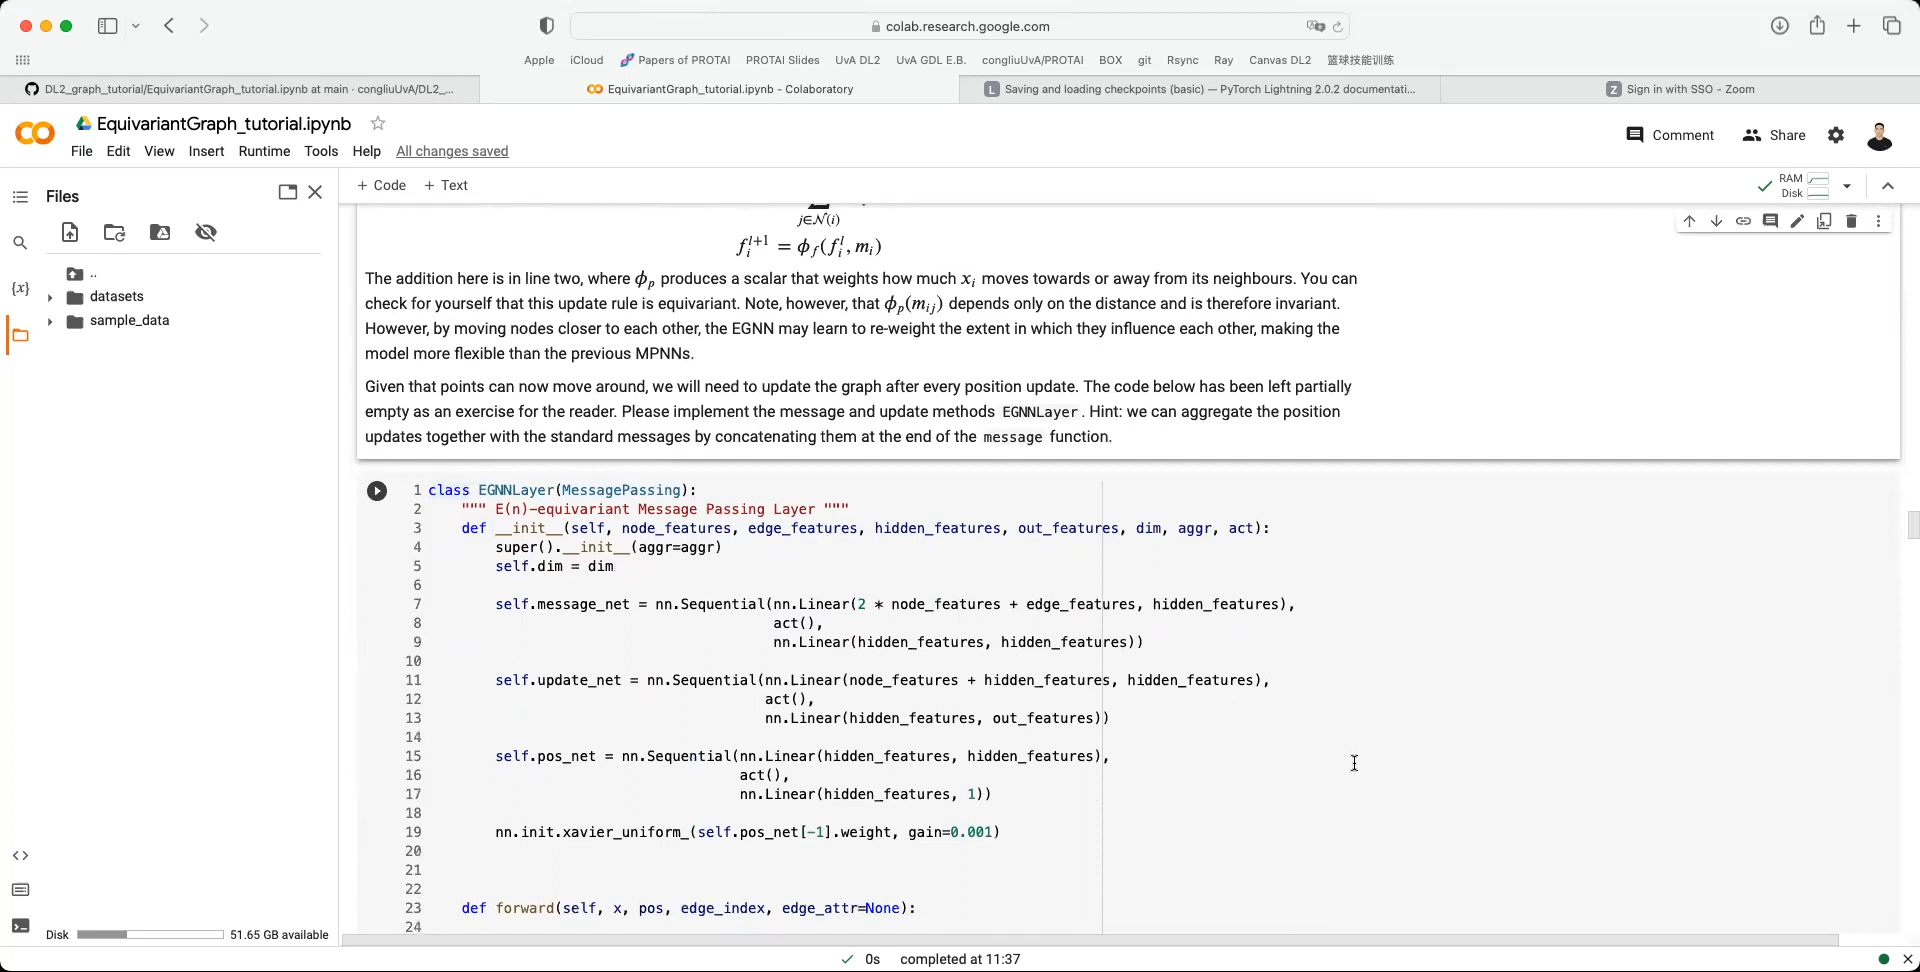 colab.research.google.com
Apple iCloud Papers of PROTAI PROTAI Slides UvA DL2 UvA GDL E.B. congliuUvA/PROTAI BOX git Rsync Ray Canvas DL2 篮球技能训练
DL2_graph_tutorial/EquivariantGraph_tutorial.ipynb at main · congliuUvA/DL2_... EquivariantGraph_tutorial.ipynb - Colaboratory L Saving and loading checkpoints (basic) — PyTorch Lightning 2.0.2 documentati... Z Sign in with SSO - Zoom
EquivariantGraph_tutorial.ipynb
Comment Share
File Edit View Insert Runtime Tools Help All changes saved
Files
+ Code + Text
RAM
Disk
{x}
..
datasets
sample_data
Disk 51.65 GB available
j∈𝒩(i)
f_i^{l+1} = ϕ_f(f_i^l, m_i)
The addition here is in line two, where ϕ_p produces a scalar that weights how much x_i moves towards or away from its neighbours. You can
check for yourself that this update rule is equivariant. Note, however, that ϕ_p(m_{ij}) depends only on the distance and is therefore invariant.
However, by moving nodes closer to each other, the EGNN may learn to re-weight the extent in which they influence each other, making the
model more flexible than the previous MPNNs.
Given that points can now move around, we will need to update the graph after every position update. The code below has been left partially
empty as an exercise for the reader. Please implement the message and update methods EGNNLayer. Hint: we can aggregate the position
updates together with the standard messages by concatenating them at the end of the message function.
1 class EGNNLayer(MessagePassing):
2     """ E(n)-equivariant Message Passing Layer """
3     def __init__(self, node_features, edge_features, hidden_features, out_features, dim, aggr, act):
4         super().__init__(aggr=aggr)
5         self.dim = dim
6
7         self.message_net = nn.Sequential(nn.Linear(2 * node_features + edge_features, hidden_features),
8                                          act(),
9                                          nn.Linear(hidden_features, hidden_features))
10
11         self.update_net = nn.Sequential(nn.Linear(node_features + hidden_features, hidden_features),
12                                         act(),
13                                         nn.Linear(hidden_features, out_features))
14
15         self.pos_net = nn.Sequential(nn.Linear(hidden_features, hidden_features),
16                                      act(),
17                                      nn.Linear(hidden_features, 1))
18
19         nn.init.xavier_uniform_(self.pos_net[-1].weight, gain=0.001)
20
21
22
23     def forward(self, x, pos, edge_index, edge_attr=None):
24
0s completed at 11:37